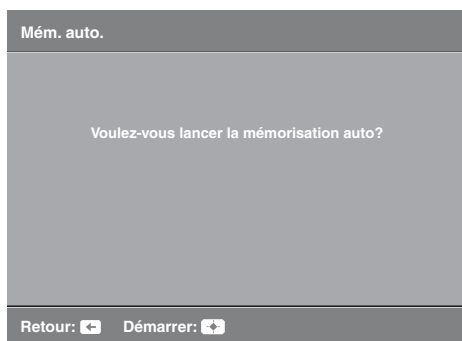 Mém. auto.
Voulez-vous lancer la mémorisation auto?
Retour: Démarrer: